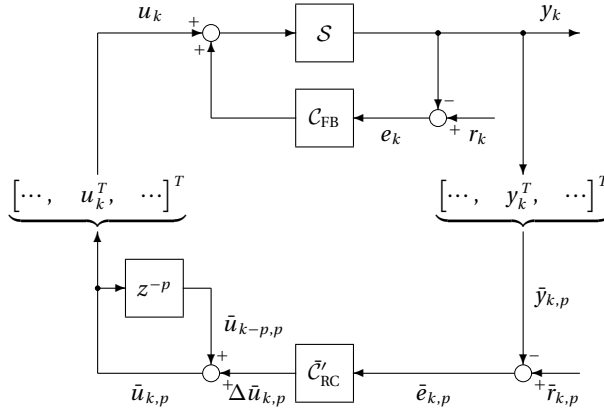 u_k y_k
+ + S
−
C_FB + r_k
e_k
[⋯, u_k^T, ⋯]^T [⋯, y_k^T, ⋯]^T
z^{−p} ȳ_{k,p}
ū_{k−p,p}
+ −
C̄′_RC
ū_{k,p} + Δū_{k,p} ē_{k,p} + r̄_{k,p}